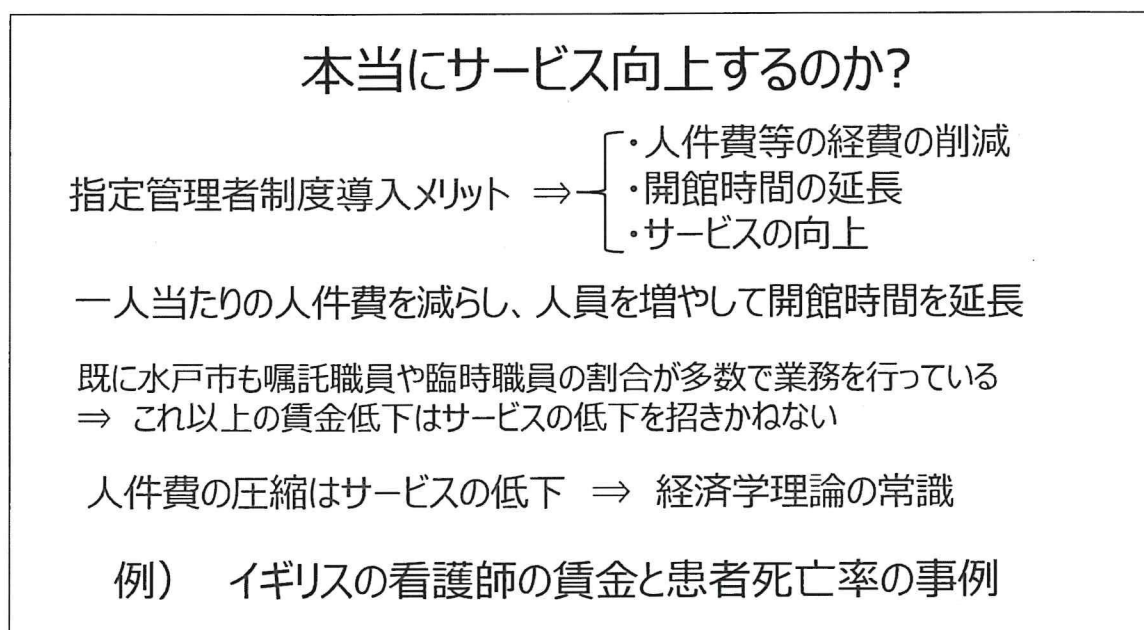 本当にサービス向上するのか?
指定管理者制度導入メリット ⇒
・人件費等の経費の削減
・開館時間の延長
・サービスの向上
一人当たりの人件費を減らし、人員を増やして開館時間を延長
既に水戸市も嘱託職員や臨時職員の割合が多数で業務を行っている
⇒ これ以上の賃金低下はサービスの低下を招きかねない
人件費の圧縮はサービスの低下 ⇒ 経済学理論の常識
例) イギリスの看護師の賃金と患者死亡率の事例